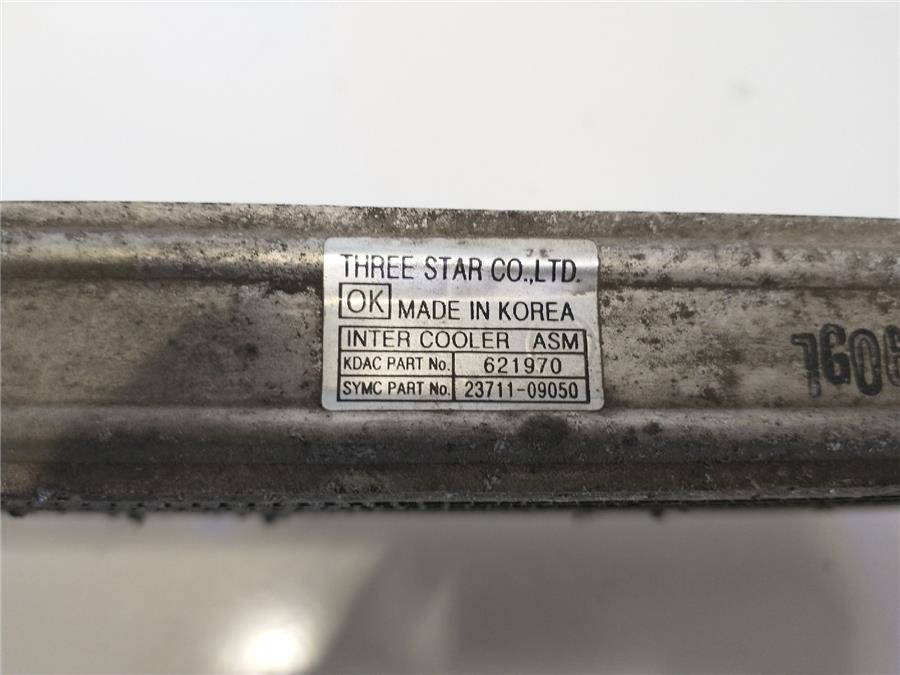 THREE STAR CO.,LTD.
OK MADE IN KOREA
INTER COOLER ASM
KDAC PART No. 621970
SYMC PART No. 23711-09050